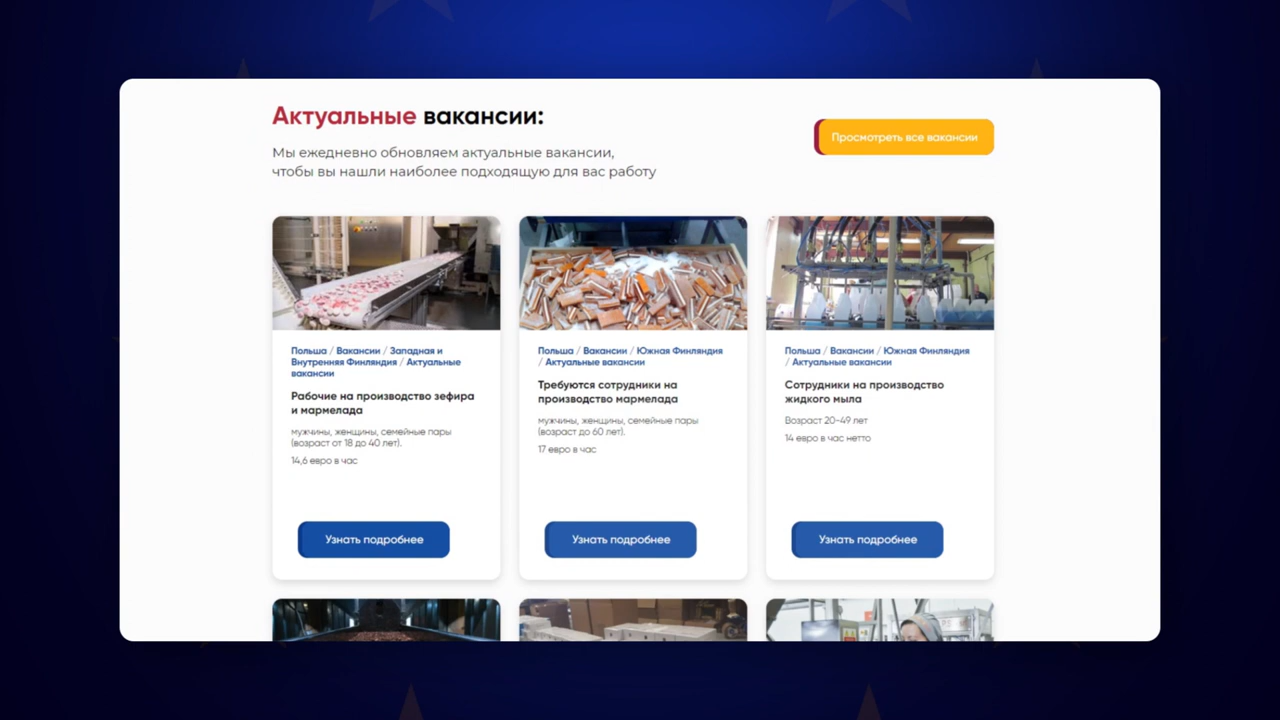 Актуальные вакансии:
Просмотреть все вакансии
Мы ежедневно обновляем актуальные вакансии,
чтобы вы нашли наиболее подходящую для вас работу
Польша / Вакансии / Западная и
Внутренняя Финляндия / Актуальные
вакансии
Рабочие на производство зефира
и мармелада
мужчины, женщины, семейные пары
(возраст от 18 до 40 лет).
14,6 евро в час
Узнать подробнее
Польша / Вакансии / Южная Финляндия
/ Актуальные вакансии
Требуются сотрудники на
производство мармелада
мужчины, женщины, семейные пары
(возраст до 60 лет).
17 евро в час
Узнать подробнее
Польша / Вакансии / Южная Финляндия
/ Актуальные вакансии
Сотрудники на производство
жидкого мыла
Возраст 20-49 лет
14 евро в час нетто
Узнать подробнее